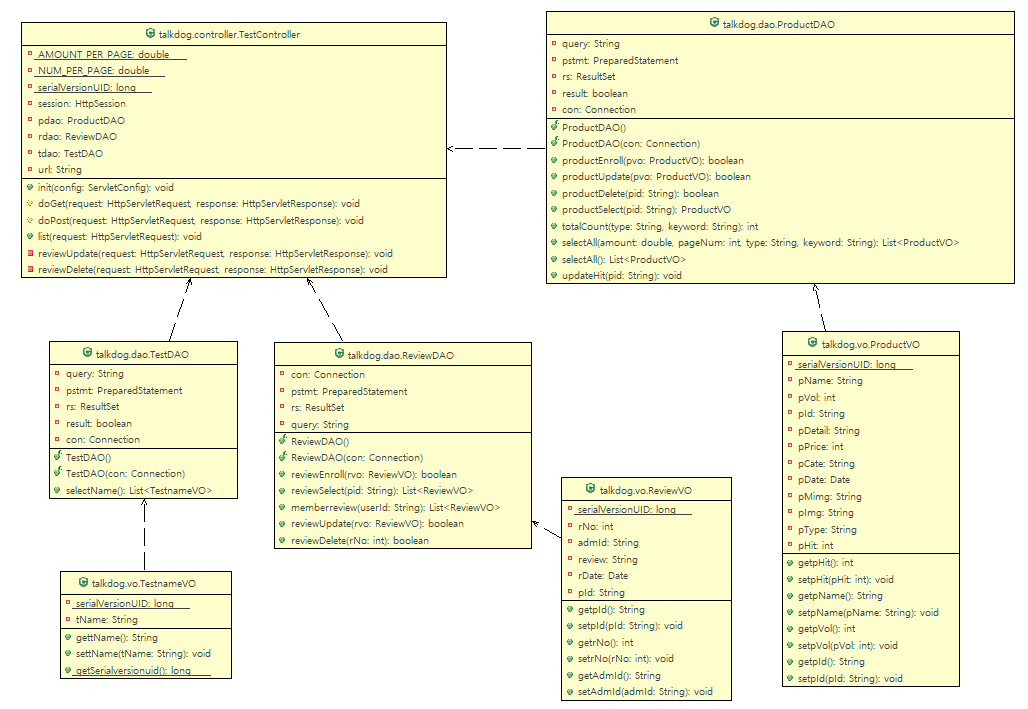 talkdog.controller.TestController
AMOUNT_PER_PAGE: double
NUM_PER_PAGE: double
serialVersionUID: long
session: HttpSession
pdao: ProductDAO
rdao: ReviewDAO
tdao: TestDAO
url: String
init(config: ServletConfig): void
doGet(request: HttpServletRequest, response: HttpServletResponse): void
doPost(request: HttpServletRequest, response: HttpServletResponse): void
list(request: HttpServletRequest): void
reviewUpdate(request: HttpServletRequest, response: HttpServletResponse): void
reviewDelete(request: HttpServletRequest, response: HttpServletResponse): void
talkdog.dao.ProductDAO
query: String
pstmt: PreparedStatement
rs: ResultSet
result: boolean
con: Connection
ProductDAO()
ProductDAO(con: Connection)
productEnroll(pvo: ProductVO): boolean
productUpdate(pvo: ProductVO): boolean
productDelete(pid: String): boolean
productSelect(pid: String): ProductVO
totalCount(type: String, keyword: String): int
selectAll(amount: double, pageNum: int, type: String, keyword: String): List<ProductVO>
selectAll(): List<ProductVO>
updateHit(pid: String): void
talkdog.dao.TestDAO
query: String
pstmt: PreparedStatement
rs: ResultSet
result: boolean
con: Connection
TestDAO()
TestDAO(con: Connection)
selectName(): List<TestnameVO>
talkdog.dao.ReviewDAO
con: Connection
pstmt: PreparedStatement
rs: ResultSet
query: String
ReviewDAO()
ReviewDAO(con: Connection)
reviewEnroll(rvo: ReviewVO): boolean
reviewSelect(pid: String): List<ReviewVO>
memberreview(userId: String): List<ReviewVO>
reviewUpdate(rvo: ReviewVO): boolean
reviewDelete(rNo: int): boolean
talkdog.vo.ProductVO
serialVersionUID: long
pName: String
pVol: int
pId: String
pDetail: String
pPrice: int
pCate: String
pDate: Date
pMimg: String
pImg: String
pType: String
pHit: int
getpHit(): int
setpHit(pHit: int): void
getpName(): String
setpName(pName: String): void
getpVol(): int
setpVol(pVol: int): void
getpId(): String
setpId(pId: String): void
talkdog.vo.ReviewVO
serialVersionUID: long
rNo: int
admId: String
review: String
rDate: Date
pId: String
getpId(): String
setpId(pId: String): void
getrNo(): int
setrNo(rNo: int): void
getAdmId(): String
setAdmId(admId: String): void
talkdog.vo.TestnameVO
serialVersionUID: long
tName: String
gettName(): String
settName(tName: String): void
getSerialversionuid(): long